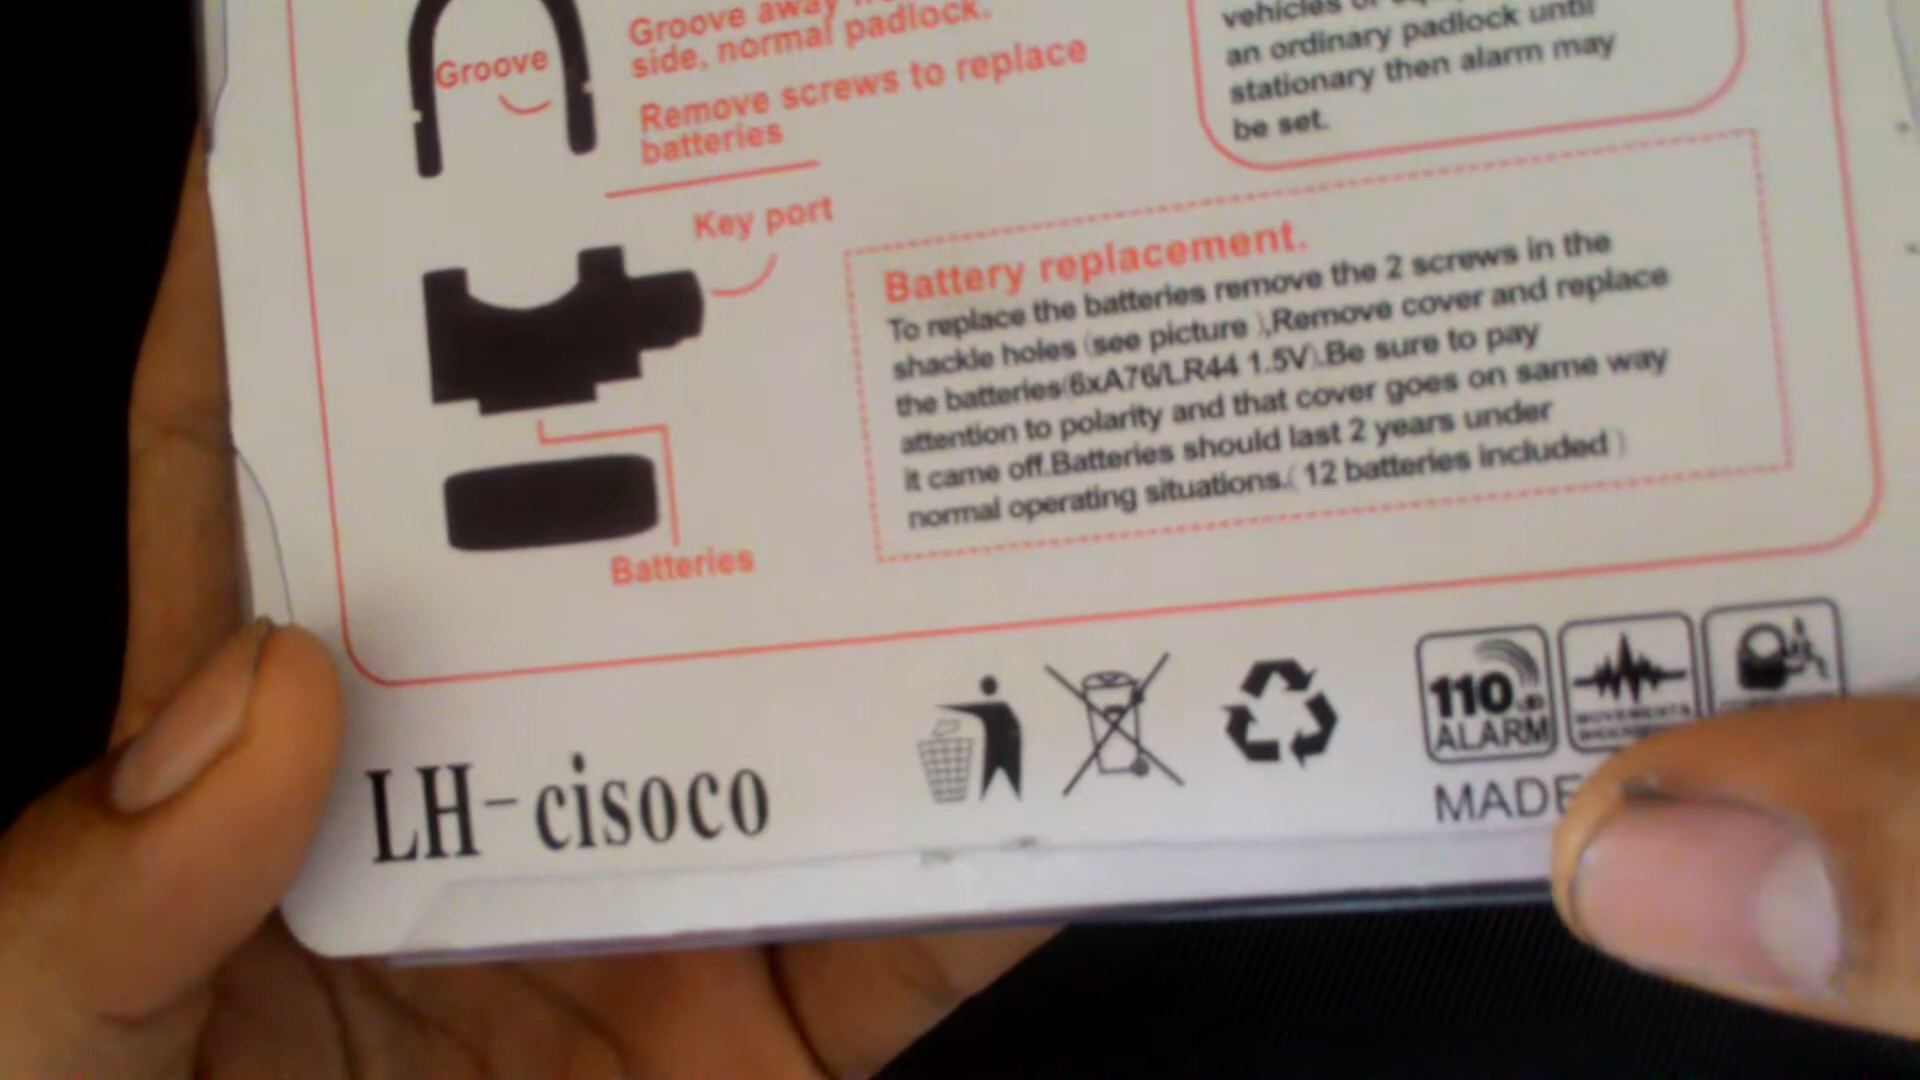 Groove away
side, normal padlock.
Groove
Remove screws to replace
batteries
vehicles
an ordinary padlock until
stationary then alarm may
be set.
Key port
Battery replacement.
To replace the batteries remove the 2 screws in the
shackle holes (see picture ),Remove cover and replace
the batteries(6xA76/LR44 1.5V).Be sure to pay
attention to polarity and that cover goes on same way
it came off.Batteries should last 2 years under
normal operating situations.( 12 batteries included )
Batteries
110 dB
ALARM
LH-cisoco
MADE